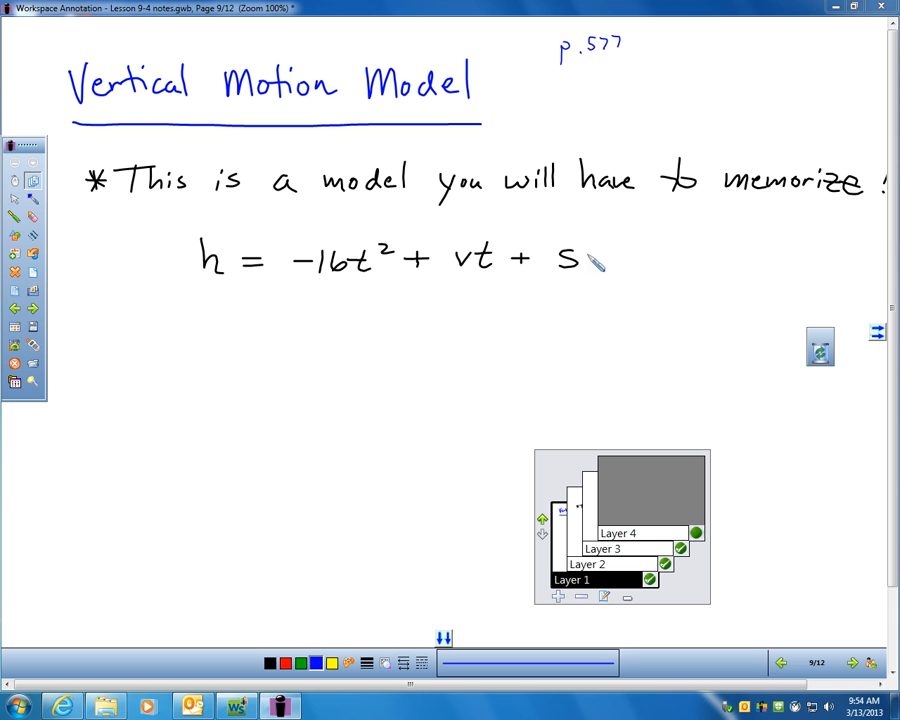 Workspace Annotation - Lesson 9-4 notes.gwb, Page 9/12 (Zoom 100%) *
p.577
Vertical Motion Model
* This is a model you will have to memorize!
h = -16t² + vt + s
Layer 4
Layer 3
Layer 2
Layer 1
9/12
9:54 AM
3/13/2013